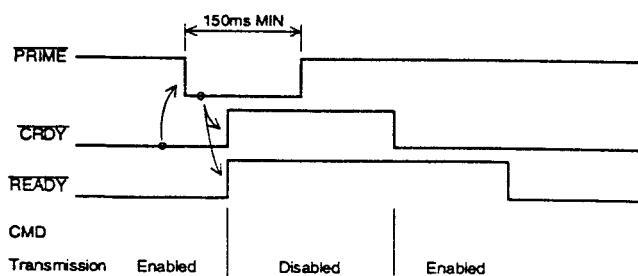 150ms MIN
PRIME
CRDY
READY
CMD
Transmission Enabled Disabled Enabled